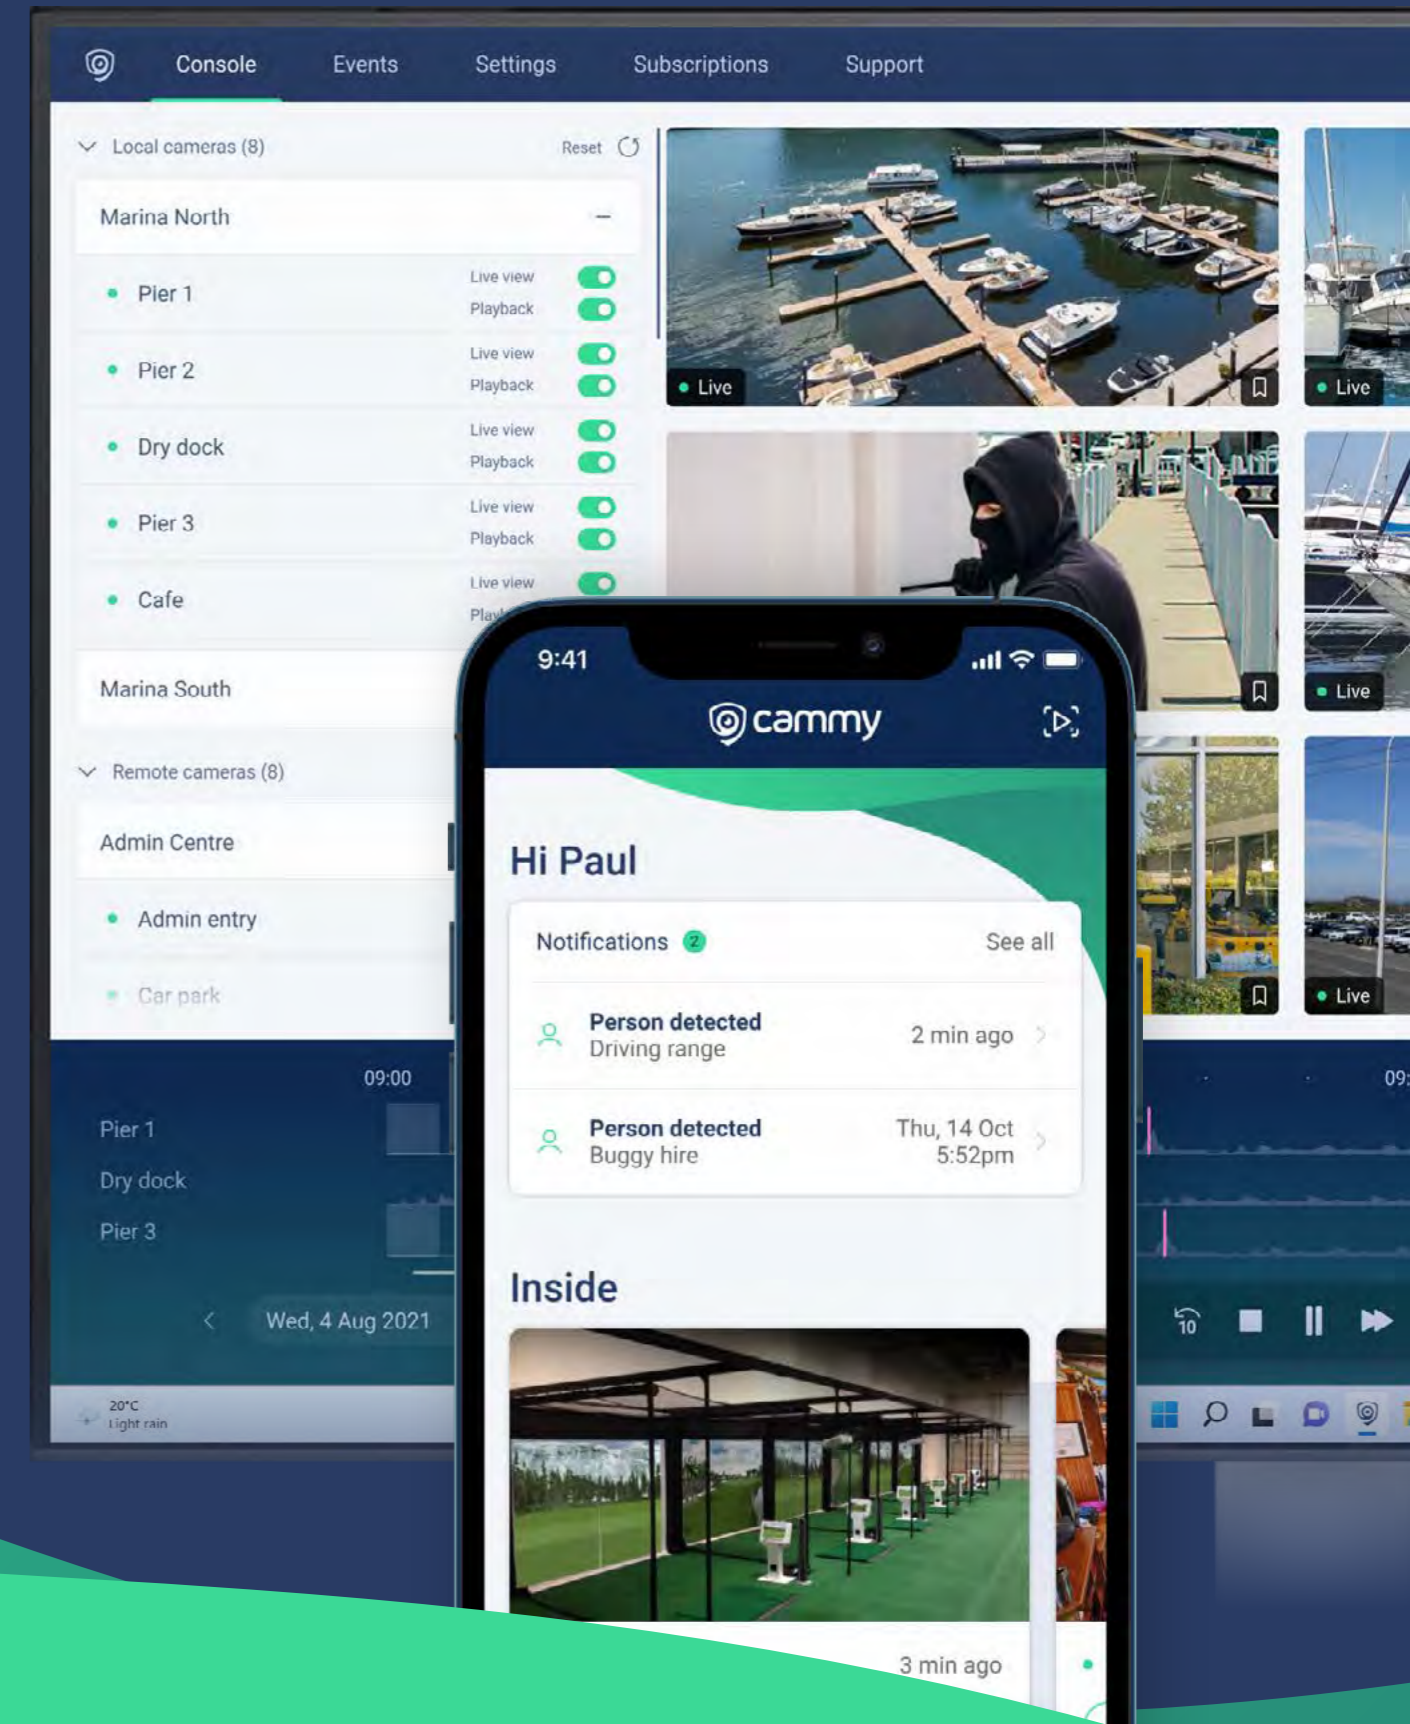 Console Events Settings Subscriptions Support
Local cameras (8) Reset
Marina North
Pier 1 Live view
Playback
Pier 2 Live view
Playback
Dry dock Live view
Playback
Pier 3 Live view
Playback
Cafe Live view
Marina South
Remote cameras (8)
Admin Centre
Admin entry
Car park
Live
Live
Live
Live
9:41
cammy
Hi Paul
Notifications 2 See all
Person detected
Driving range 2 min ago
Person detected Thu, 14 Oct
Buggy hire 5:52pm
Inside
3 min ago
09:00
Pier 1
Dry dock
Pier 3
Wed, 4 Aug 2021
10
20°C
Light rain